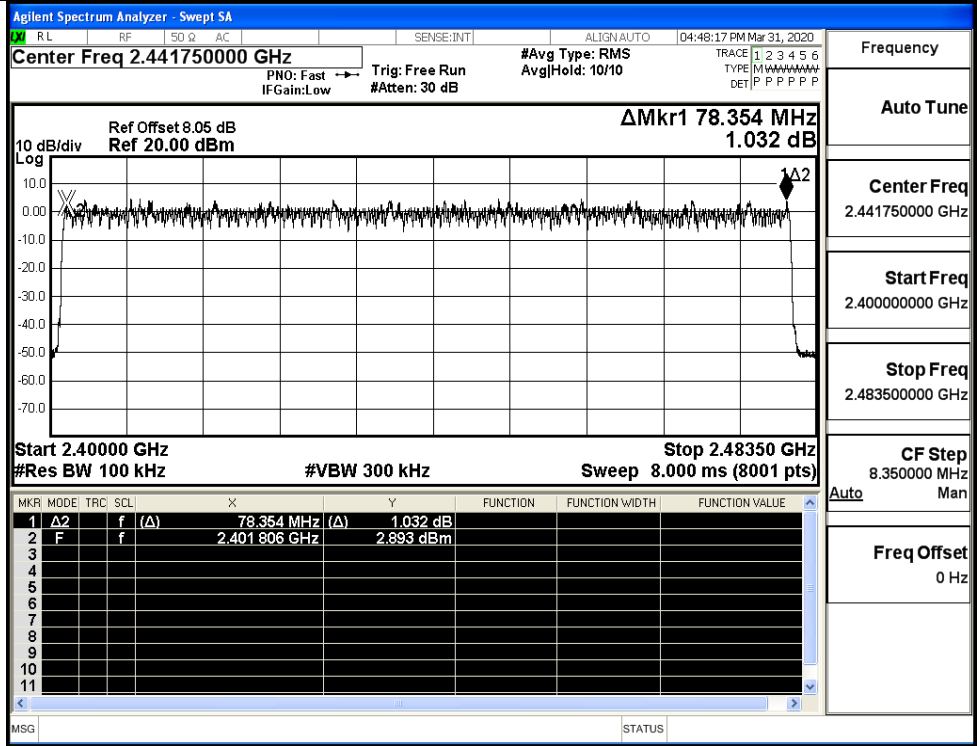 Agilent Spectrum Analyzer - Swept SA
LXI RL RF 50 Ω AC SENSE:INT ALIGN AUTO 04:48:17 PM Mar 31, 2020
Center Freq 2.441750000 GHz
PNO: Fast
IFGain:Low
Trig: Free Run
#Atten: 30 dB
#Avg Type: RMS
Avg|Hold: 10/10
TRACE 1 2 3 4 5 6
TYPE M W W W W W
DET P P P P P P
ΔMkr1 78.354 MHz
1.032 dB
Ref Offset 8.05 dB
10 dB/div Ref 20.00 dBm
Log
1Δ2
10.0
2
0.00
-10.0
-20.0
-30.0
-40.0
-50.0
-60.0
-70.0
Start 2.40000 GHz Stop 2.48350 GHz
#Res BW 100 kHz #VBW 300 kHz Sweep 8.000 ms (8001 pts)
MKR MODE TRC SCL X Y FUNCTION FUNCTION WIDTH FUNCTION VALUE
1 Δ2 f (Δ) 78.354 MHz (Δ) 1.032 dB
2 F f 2.401 806 GHz 2.893 dBm
3
4
5
6
7
8
9
10
11
MSG STATUS
Frequency
Auto Tune
Center Freq
2.441750000 GHz
Start Freq
2.400000000 GHz
Stop Freq
2.483500000 GHz
CF Step
8.350000 MHz
Auto Man
Freq Offset
0 Hz